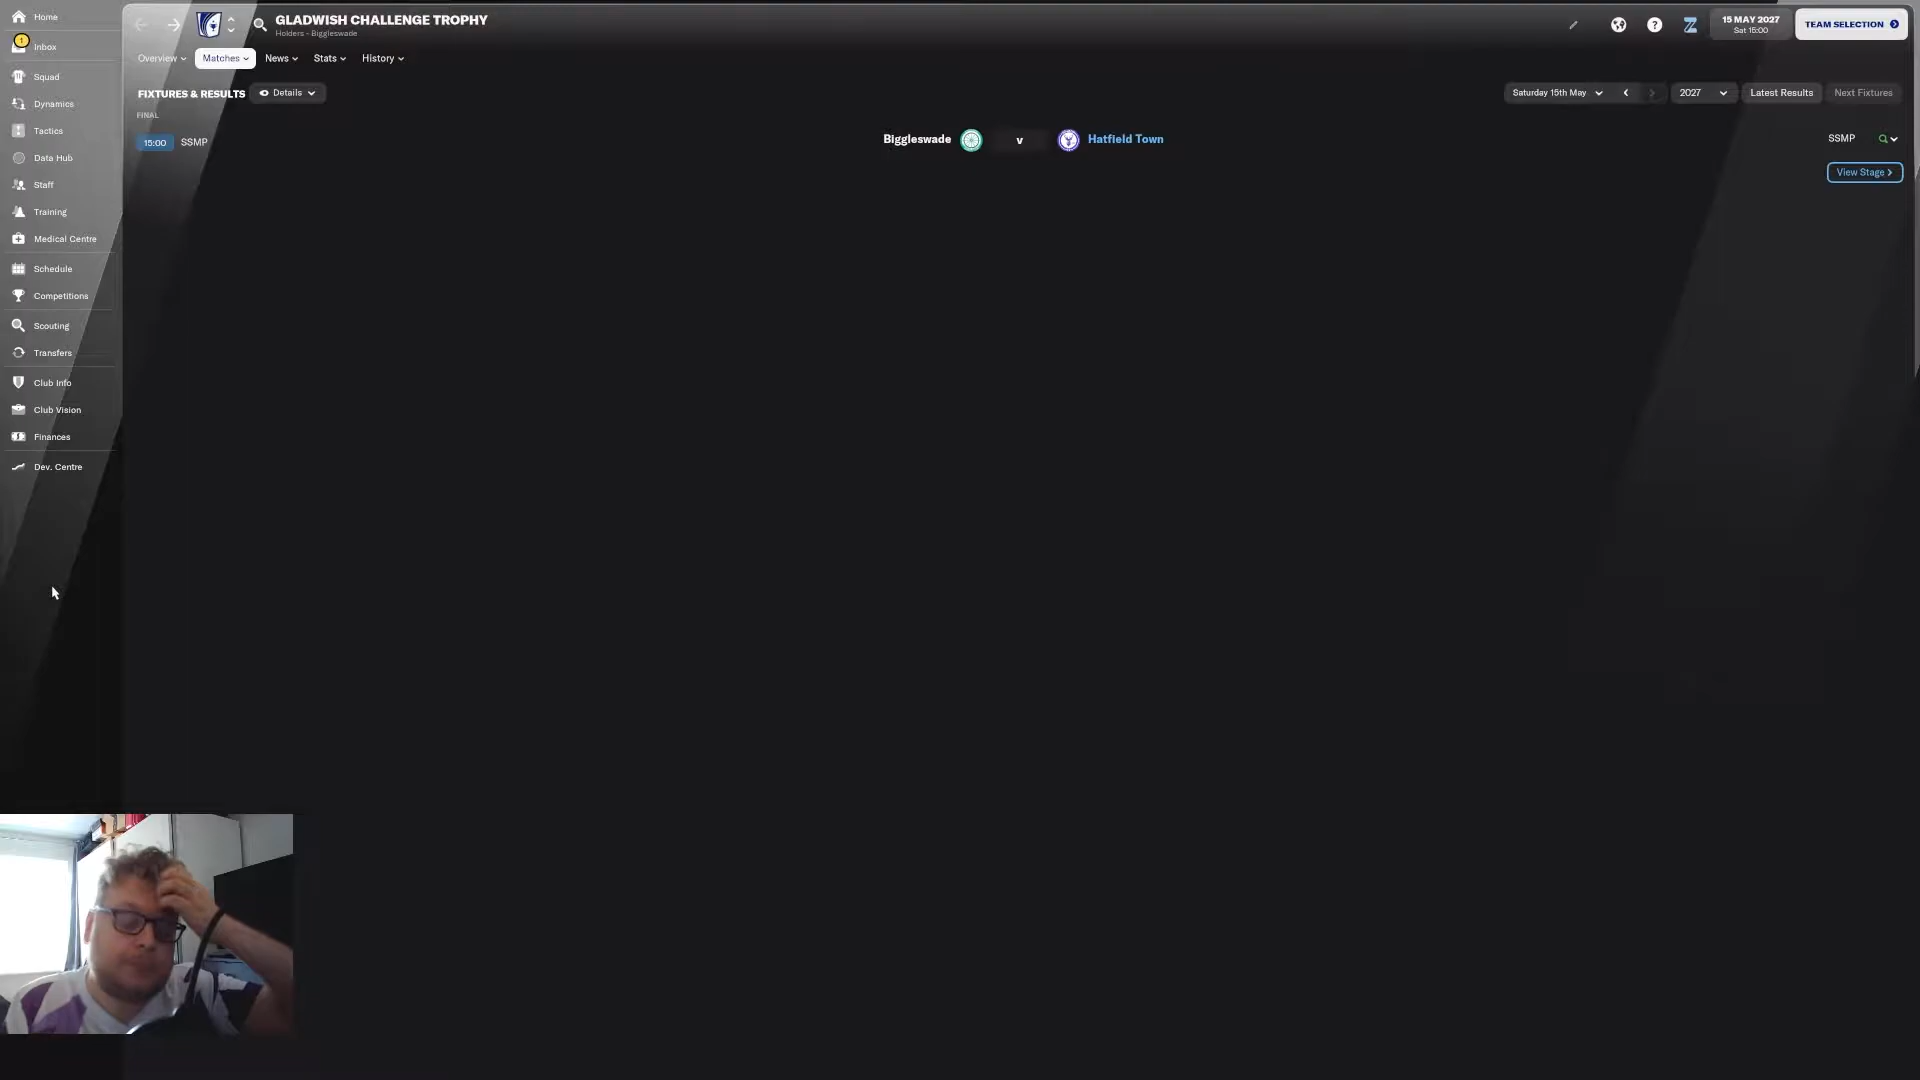 Home
Inbox
1
Squad
Dynamics
Tactics
Data Hub
Staff
Training
Medical Centre
Schedule
Competitions
Scouting
Transfers
Club Info
Club Vision
Finances
Dev. Centre
GLADWISH CHALLENGE TROPHY
Holders - Biggleswade
15 MAY 2027
Sat 15:00
TEAM SELECTION
Overview Matches News Stats History
FIXTURES & RESULTS Details
Saturday 15th May 2027 Latest Results Next Fixtures
FINAL
15:00 SSMP Biggleswade v Hatfield Town SSMP
View Stage